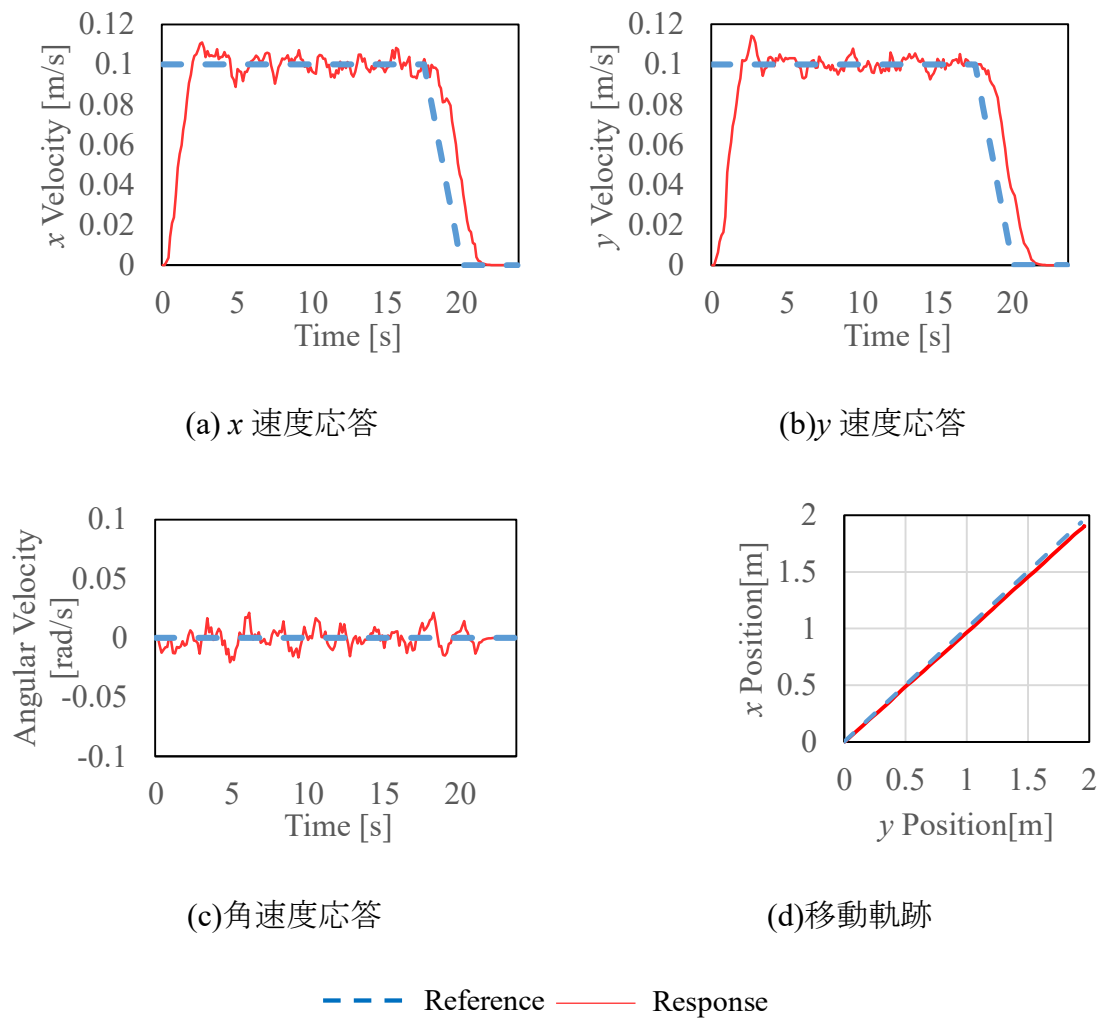 x Velocity [m/s]
0.12
0.1
0.08
0.06
0.04
0.02
0
0 5 10 15 20
Time [s]
(a) x 速度応答
y Velocity [m/s]
0.12
0.1
0.08
0.06
0.04
0.02
0
0 5 10 15 20
Time [s]
(b)y 速度応答
Angular Velocity
[rad/s]
0.1
0.05
0
-0.05
-0.1
0 5 10 15 20
Time [s]
(c)角速度応答
x Position[m]
2
1.5
1
0.5
0
0 0.5 1 1.5 2
y Position[m]
(d)移動軌跡
Reference Response